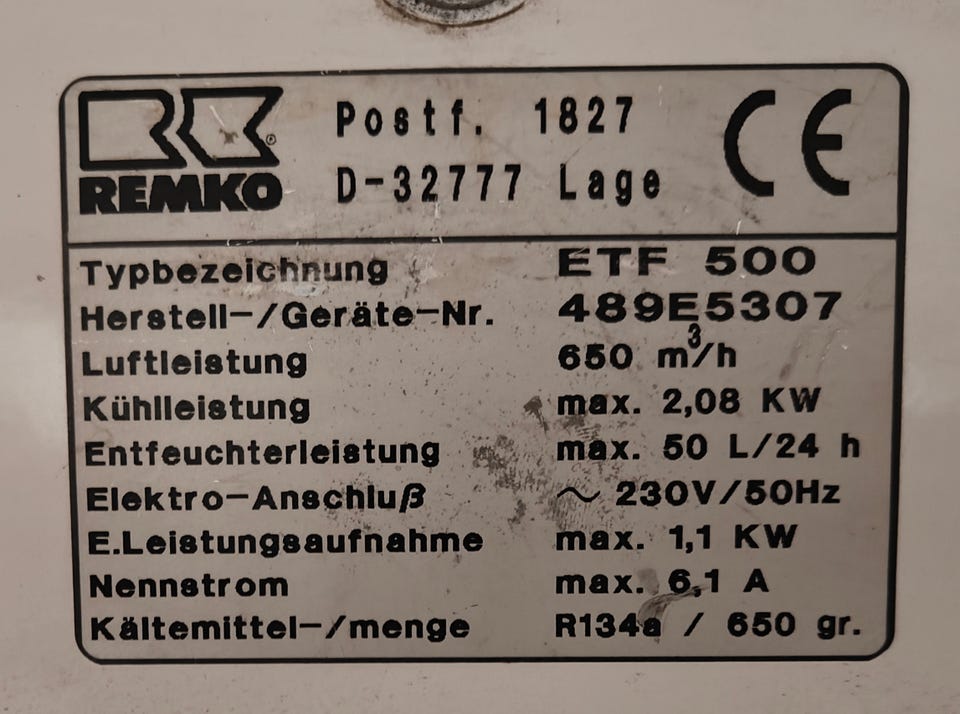 REMKO ®
Postf. 1827
D-32777 Lage
CE
Typbezeichnung ETF 500
Herstell-/Geräte-Nr. 489E5307
Luftleistung 650 m³/h
Kühlleistung max. 2,08 KW
Entfeuchterleistung max. 50 L/24 h
Elektro-Anschluß ~ 230V/50Hz
E.Leistungsaufnahme max. 1,1 KW
Nennstrom max. 6,1 A
Kältemittel-/menge R134a / 650 gr.